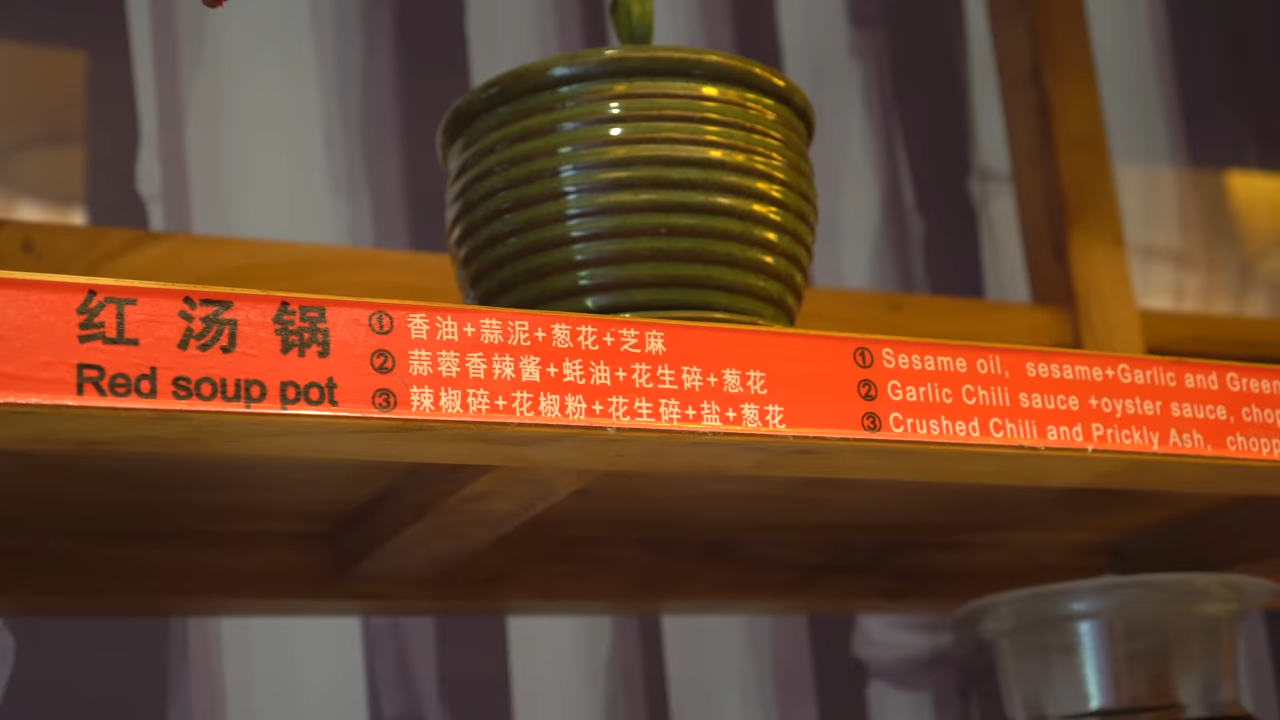 红汤锅
Red soup pot
① 香油+蒜泥+葱花+芝麻
② 蒜蓉香辣酱+蚝油+花生碎+葱花
③ 辣椒碎+花椒粉+花生碎+盐+葱花
① Sesame oil, sesame+Garlic and Green
② Garlic Chili sauce +oyster sauce,
③ Crushed Chili and Prickly Ash,